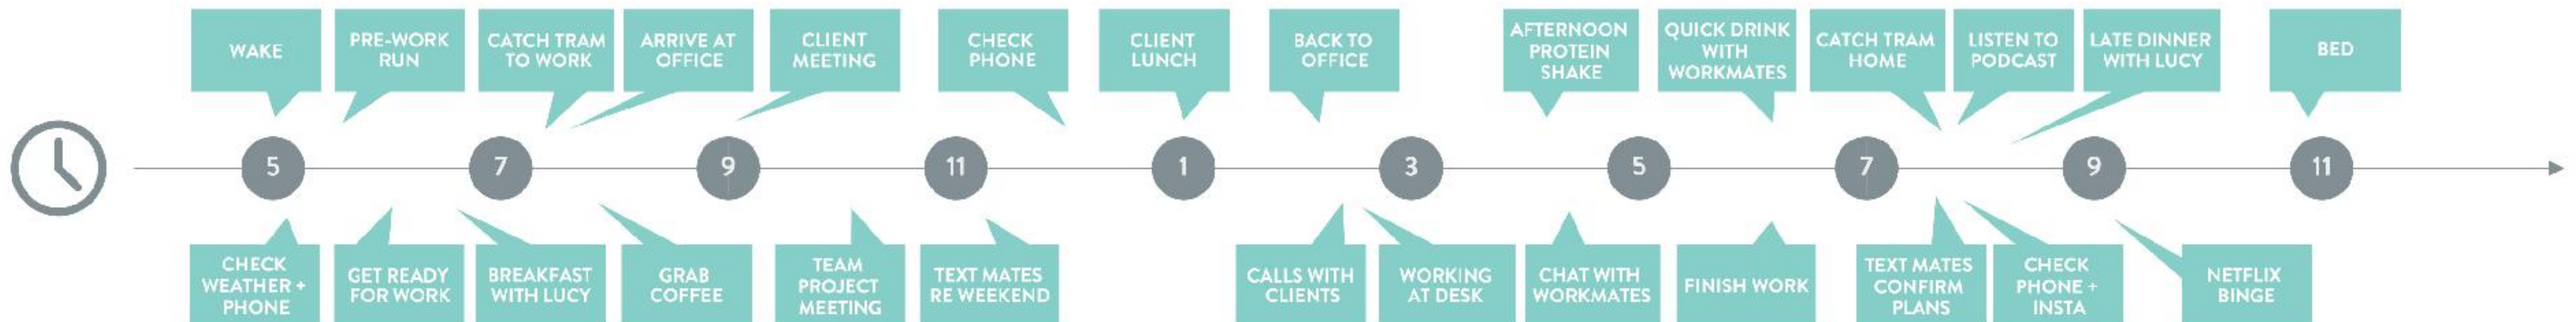 WAKE
PRE-WORK
RUN
CATCH TRAM
TO WORK
ARRIVE AT
OFFICE
CLIENT
MEETING
CHECK
PHONE
CLIENT
LUNCH
BACK TO
OFFICE
AFTERNOON
PROTEIN
SHAKE
QUICK DRINK
WITH
WORKMATES
CATCH TRAM
HOME
LISTEN TO
PODCAST
LATE DINNER
WITH LUCY
BED
5
7
9
11
1
3
5
7
9
11
CHECK
WEATHER +
PHONE
GET READY
FOR WORK
BREAKFAST
WITH LUCY
GRAB
COFFEE
TEAM
PROJECT
MEETING
TEXT MATES
RE WEEKEND
CALLS WITH
CLIENTS
WORKING
AT DESK
CHAT WITH
WORKMATES
FINISH WORK
TEXT MATES
CONFIRM
PLANS
CHECK
PHONE +
INSTA
NETFLIX
BINGE